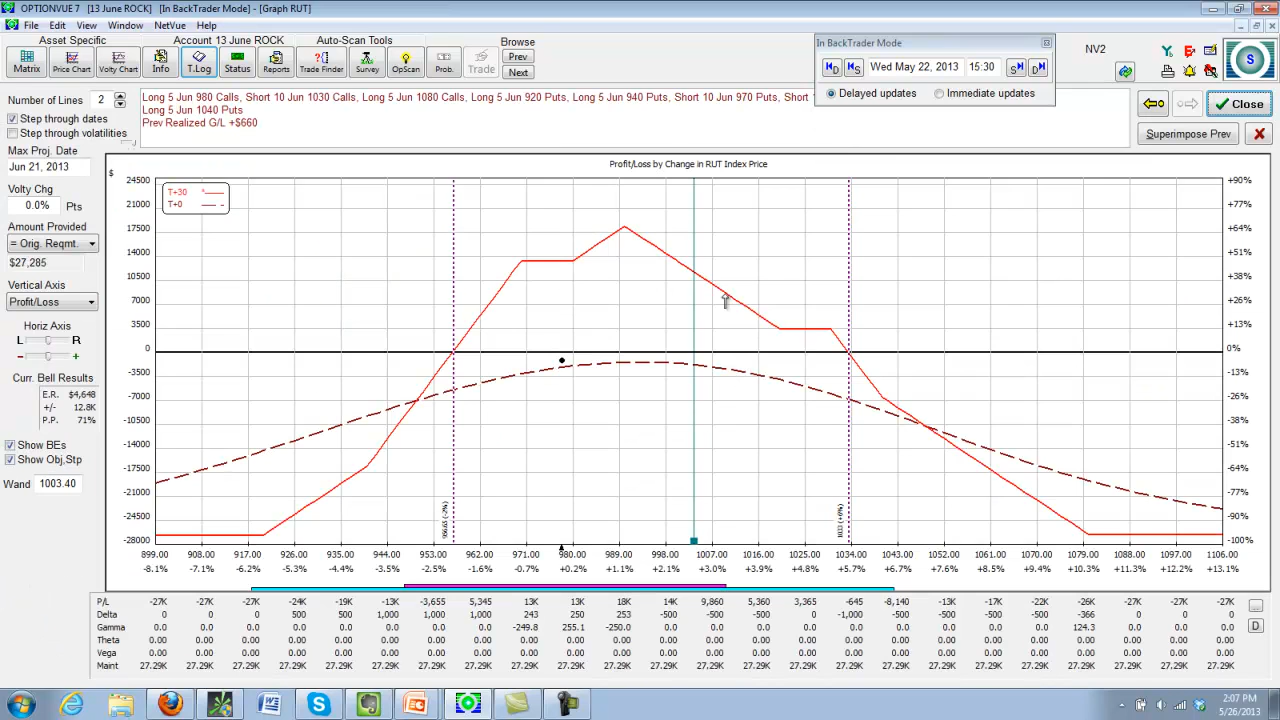 OPTIONVUE 7 [13 June ROCK] [In BackTrader Mode] - [Graph RUT]
File Edit View Window NetVue Help
Asset Specific Account 13 June ROCK Auto-Scan Tools Browse
Matrix Price Chart Volty Chart Info T.Log Status Reports Trade Finder Survey OpScan Prob. Trade Prev
Next
In BackTrader Mode
Wed May 22, 2013 15:30
Delayed updates Immediate updates
NV2
S
Close
Superimpose Prev
Number of Lines 2
Step through dates
Step through volatilities
Long 5 Jun 980 Calls, Short 10 Jun 1030 Calls, Long 5 Jun 1080 Calls, Long 5 Jun 940 Puts, Short 10 Jun 970 Puts, Short
Long 5 Jun 1040 Puts
Prev Realized G/L +$660
Max Proj. Date
Jun 21, 2013
Volty Chg
0.0% Pts
Amount Provided
= Orig. Reqmt.
$27,285
Vertical Axis
Profit/Loss
Horiz Axis
L R
- +
Curr. Bell Results
E.R. $4,648
+/- 12.8K
P.P. 71%
Show BEs
Show Obj,Stp
Wand 1003.40
Profit/Loss by Change in RUT Index Price
$
T+30
T+0
24500 +90%
21000 +77%
17500 +64%
14000 +51%
10500 +38%
7000 +26%
3500 +13%
0 0%
-3500 -13%
-7000 -26%
-10500 -38%
-14000 -51%
-17500 -64%
-21000 -77%
-24500 -90%
-28000 -100%
1033 (+6%)
899.00 908.00 917.00 926.00 935.00 944.00 953.00 962.00 971.00 980.00 989.00 998.00 1007.00 1016.00 1025.00 1034.00 1043.00 1052.00 1061.00 1070.00 1079.00 1088.00 1097.00 1106.00
-8.1% -7.1% -6.2% -5.3% -4.4% -3.5% -2.5% -1.6% -0.7% +0.2% +1.1% +2.1% +3.0% +3.9% +4.8% +5.7% +6.6% +7.6% +8.5% +9.4% +10.3% +11.2% +12.2% +13.1%
P/L -27K -27K -27K -24K -19K -13K -3,655 5,345 13K 13K 18K 14K 9,860 5,360 3,365 -645 -8,140 -13K -17K -22K -26K -27K -27K -27K
Delta 0 0 0 500 500 1,000 1,000 1,000 243 250 253 -500 -500 -500 0 -1,000 -500 -500 -500 -500 -366 0 0 0
Gamma 0.0 0.0 0.0 0.0 0.0 0.0 0.0 0.0 -249.8 255.1 -250.0 0.0 0.0 0.0 0.0 0.0 0.0 0.0 0.0 0.0 124.3 0.0 0.0 0.0
Theta 0.00 0.00 0.00 0.00 0.00 0.00 0.00 0.00 0.00 0.00 0.00 0.00 0.00 0.00 0.00 0.00 0.00 0.00 0.00 0.00 0.00 0.00 0.00 0.00
Vega 0.00 0.00 0.00 0.00 0.00 0.00 0.00 0.00 0.00 0.00 0.00 0.00 0.00 0.00 0.00 0.00 0.00 0.00 0.00 0.00 0.00 0.00 0.00 0.00
Maint 27.29K 27.29K 27.29K 27.29K 27.29K 27.29K 27.29K 27.29K 27.29K 27.29K 27.29K 27.29K 27.29K 27.29K 27.29K 27.29K 27.29K 27.29K 27.29K 27.29K 27.29K 27.29K 27.29K 27.29K
D
2:07 PM
5/26/2013